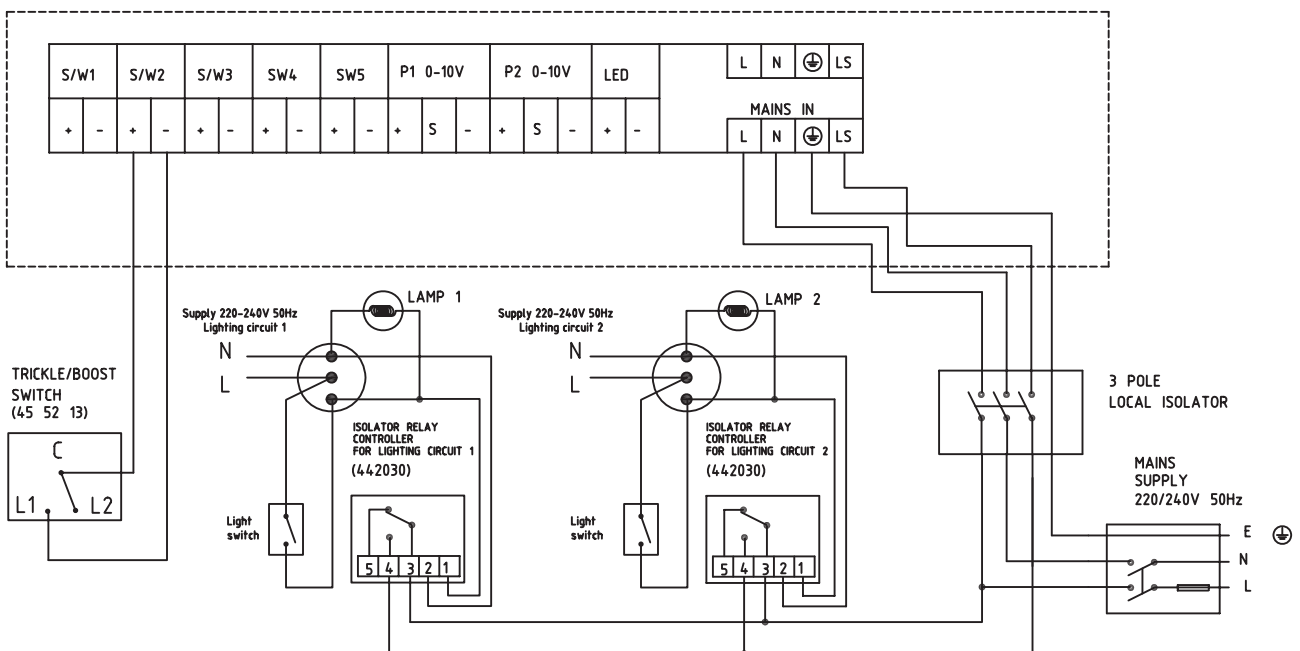 S/W1 S/W2 S/W3 SW4 SW5 P1 0-10V P2 0-10V LED
L N LS
MAINS IN
+ - + - + - + - + - + S - + S - + -
L N LS
LAMP 1
Supply 220-240V 50Hz
Lighting circuit 1
N
L
LAMP 2
Supply 220-240V 50Hz
Lighting circuit 2
N
L
TRICKLE/BOOST
SWITCH
(45 52 13)
C
L1 L2
ISOLATOR RELAY
CONTROLLER
FOR LIGHTING CIRCUIT 1
(442030)
Light
switch
5 4 3 2 1
ISOLATOR RELAY
CONTROLLER
FOR LIGHTING CIRCUIT 2
(442030)
Light
switch
5 4 3 2 1
3 POLE
LOCAL ISOLATOR
MAINS
SUPPLY
220/240V 50Hz
E
N
L